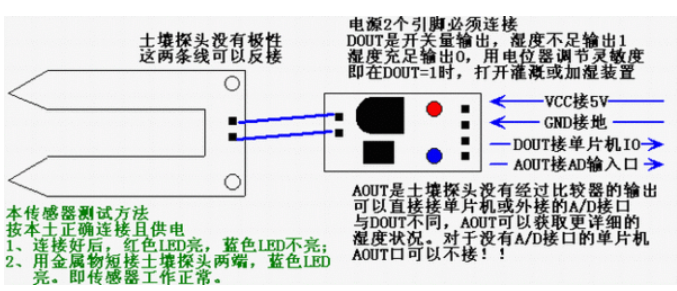 土壤探头没有极性
这两条线可以反接
电源2个引脚必须连接
DOUT是开关量输出，湿度不足输出1
湿度充足输出0，用电位器调节灵敏度
即在DOUT=1时，打开灌溉或加湿装置
VCC接5V
GND接地
DOUT接单片机IO
AOUT接AD输入口
AOUT是土壤探头没有经过比较器的输出
可以直接接单片机或外接的A/D接口
与DOUT不同，AOUT可以获取更详细的
湿度状况。对于没有A/D接口的单片机
AOUT口可以不接！！
本传感器测试方法
按本土正确连接且供电
1、连接好后，红色LED亮，蓝色LED不亮；
2、用金属物短接土壤探头两端，蓝色LED
亮。即传感器工作正常。